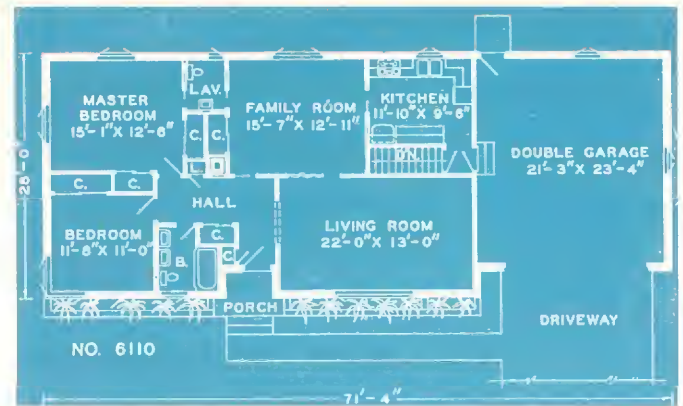 MASTER
BEDROOM
15'-1"X 12'-6"
LAV.
FAMILY ROOM
15'-7"X 12'-11"
KITCHEN
11'-10"X 9'-6"
C.
C.
DN.
DOUBLE GARAGE
21'-3"X 23'-4"
28'-0
C.
C.
HALL
LIVING ROOM
22'-0"X 13'-0"
BEDROOM
11'-8"X 11'-0"
C.
B.
C.
PORCH
DRIVEWAY
NO. 6110
71'-4"